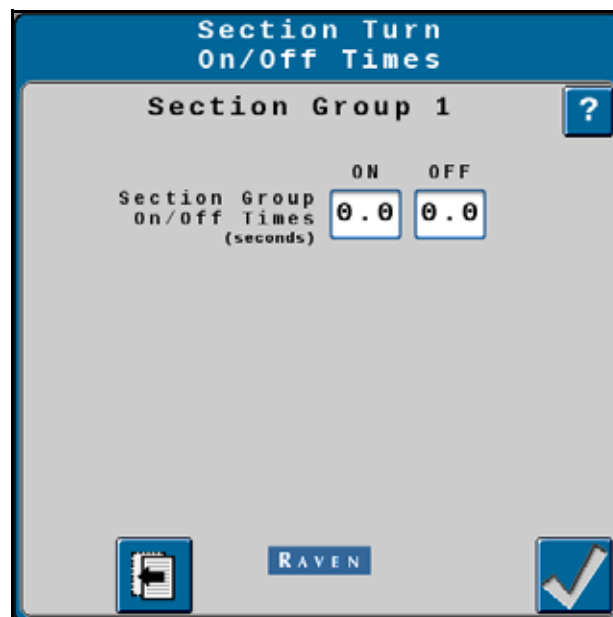 Section Turn
On/Off Times
Section Group 1
?
ON OFF
Section Group
On/Off Times
(seconds)
0.0 0.0
RAVEN